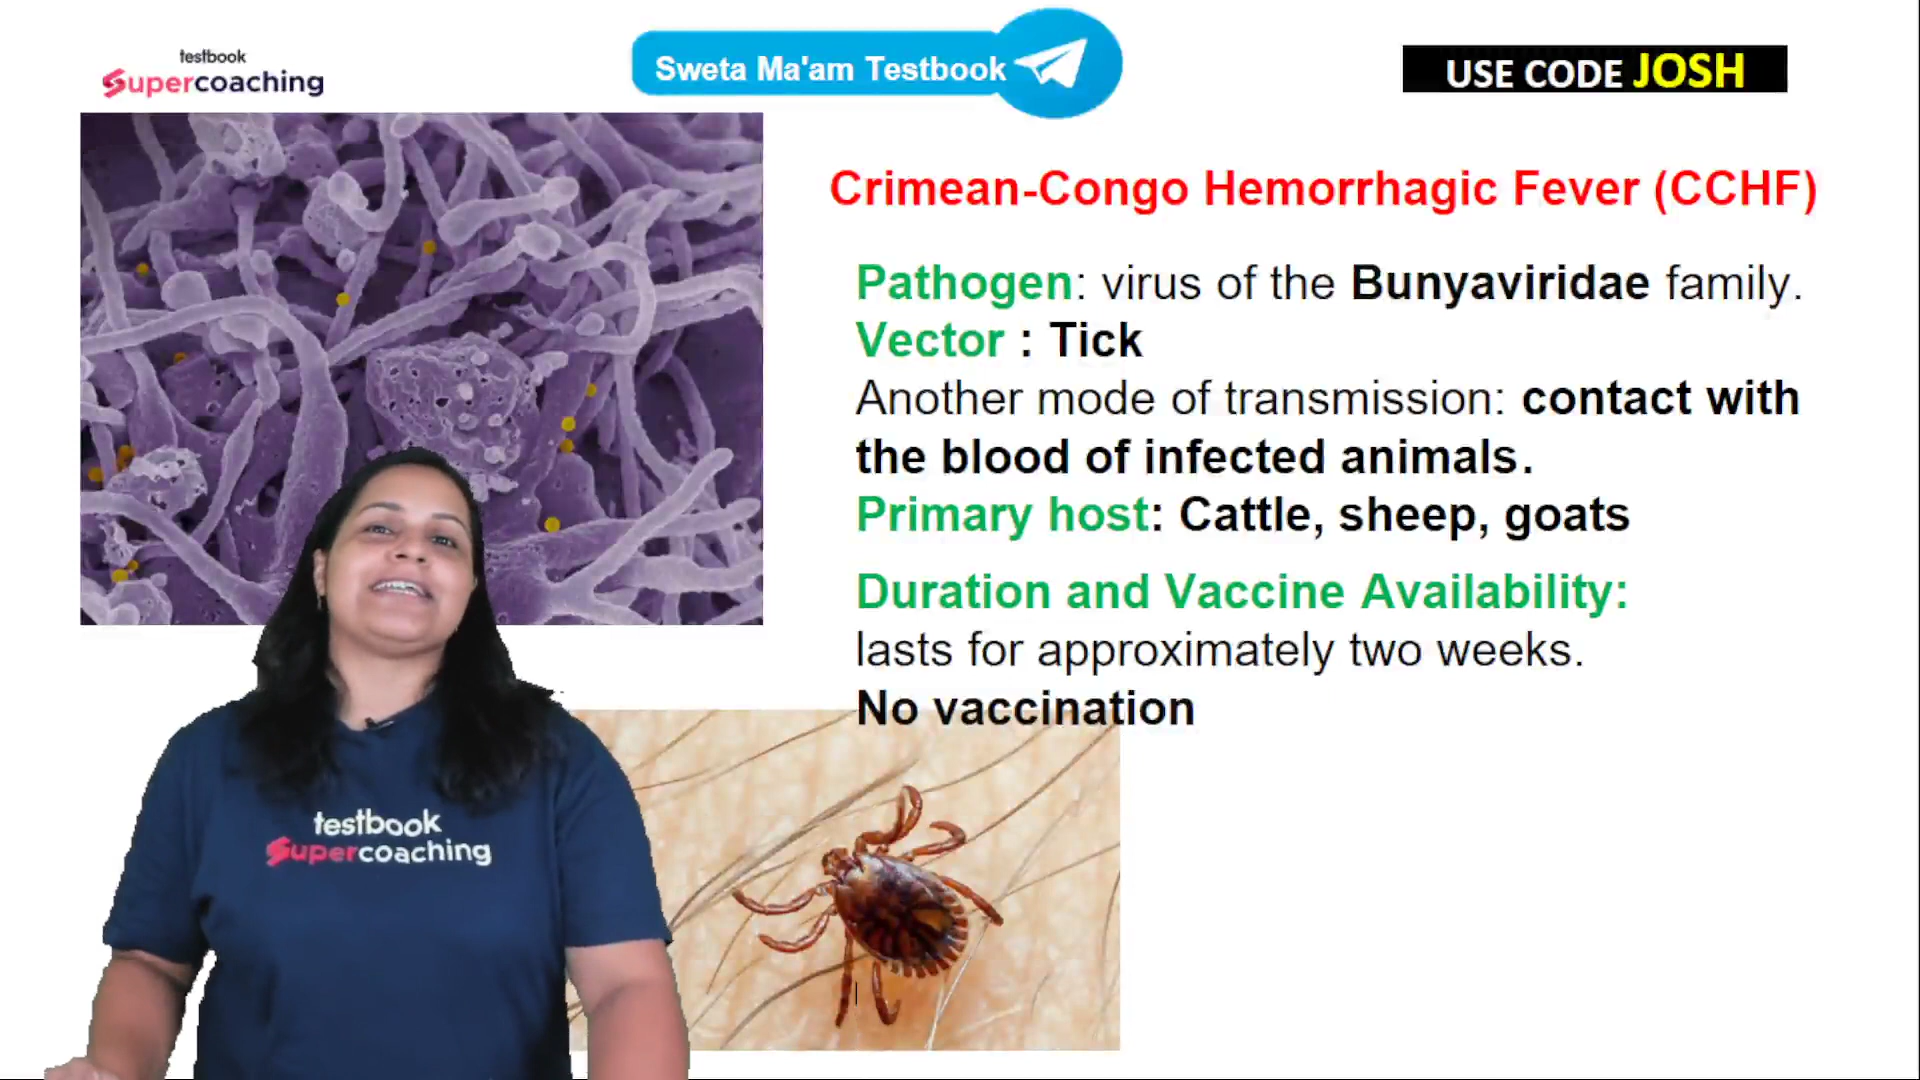 testbook
Supercoaching
Sweta Ma'am Testbook
USE CODE JOSH
Crimean-Congo Hemorrhagic Fever (CCHF)
Pathogen: virus of the Bunyaviridae family.
Vector : Tick
Another mode of transmission: contact with
the blood of infected animals.
Primary host: Cattle, sheep, goats
Duration and Vaccine Availability:
lasts for approximately two weeks.
No vaccination
testbook
Supercoaching